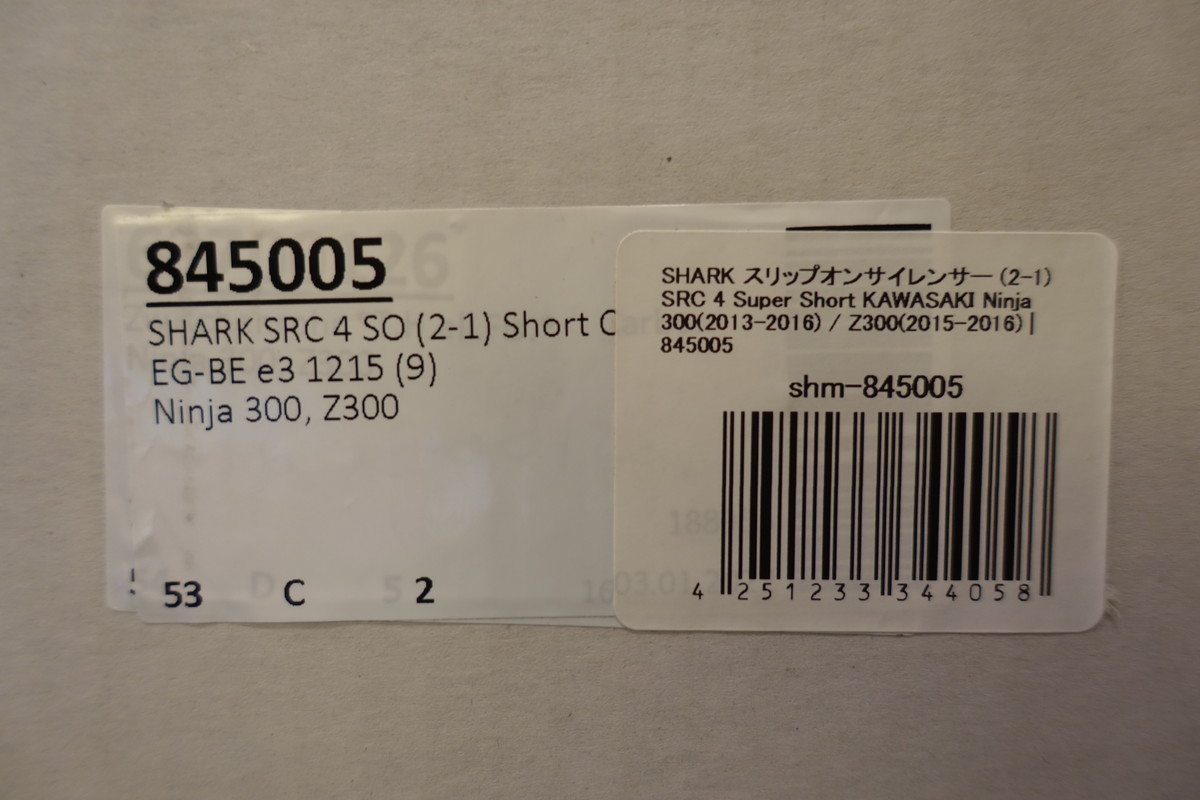 845005
SHARK SRC 4 SO (2-1) Short
EG-BE e3 1215 (9)
Ninja 300, Z300
53 C 2
SHARK スリップオンサイレンサー (2-1)
SRC 4 Super Short KAWASAKI Ninja
300(2013-2016) / Z300(2015-2016) |
845005
shm-845005
4 251233 344058